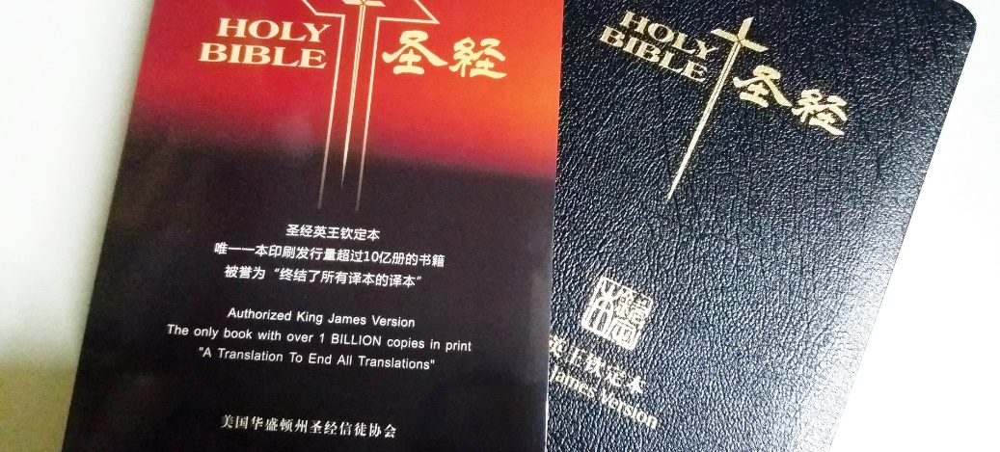 HOLY
BIBLE
圣経
圣经英王钦定本
唯一一本印刷发行量超过10亿册的书籍
被誉为“终结了所有译本的译本”
Authorized King James Version
The only book with over 1 BILLION copies in print
"A Translation To End All Translations"
美国华盛顿州圣经信徒协会
HOLY
BIBLE
圣経
英王钦定本
James Version